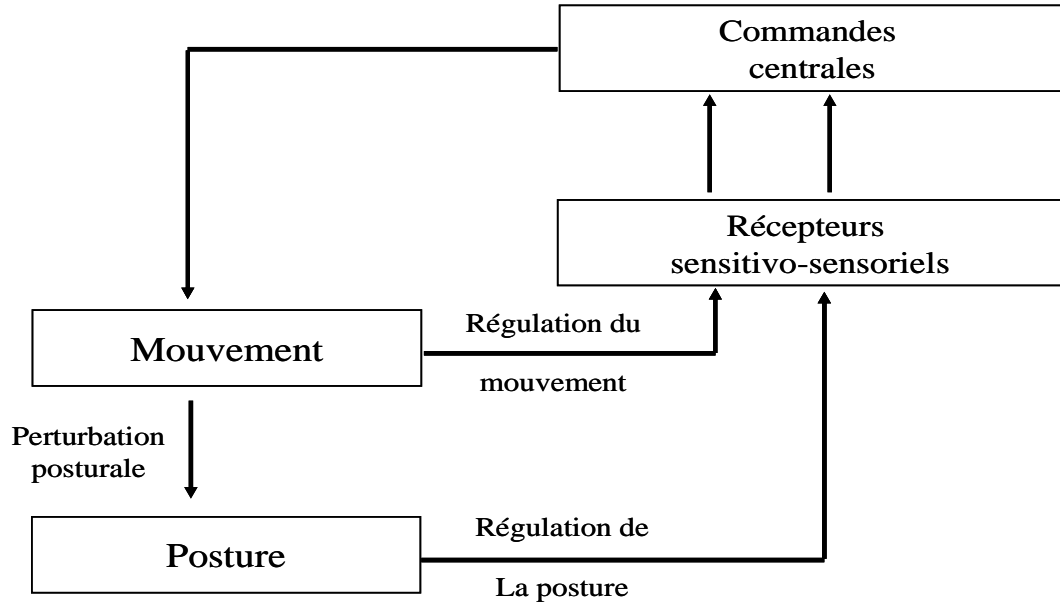 Commandes
centrales
Récepteurs
sensitivo-sensoriels
Mouvement
Régulation du
mouvement
Perturbation
posturale
Posture
Régulation de
La posture